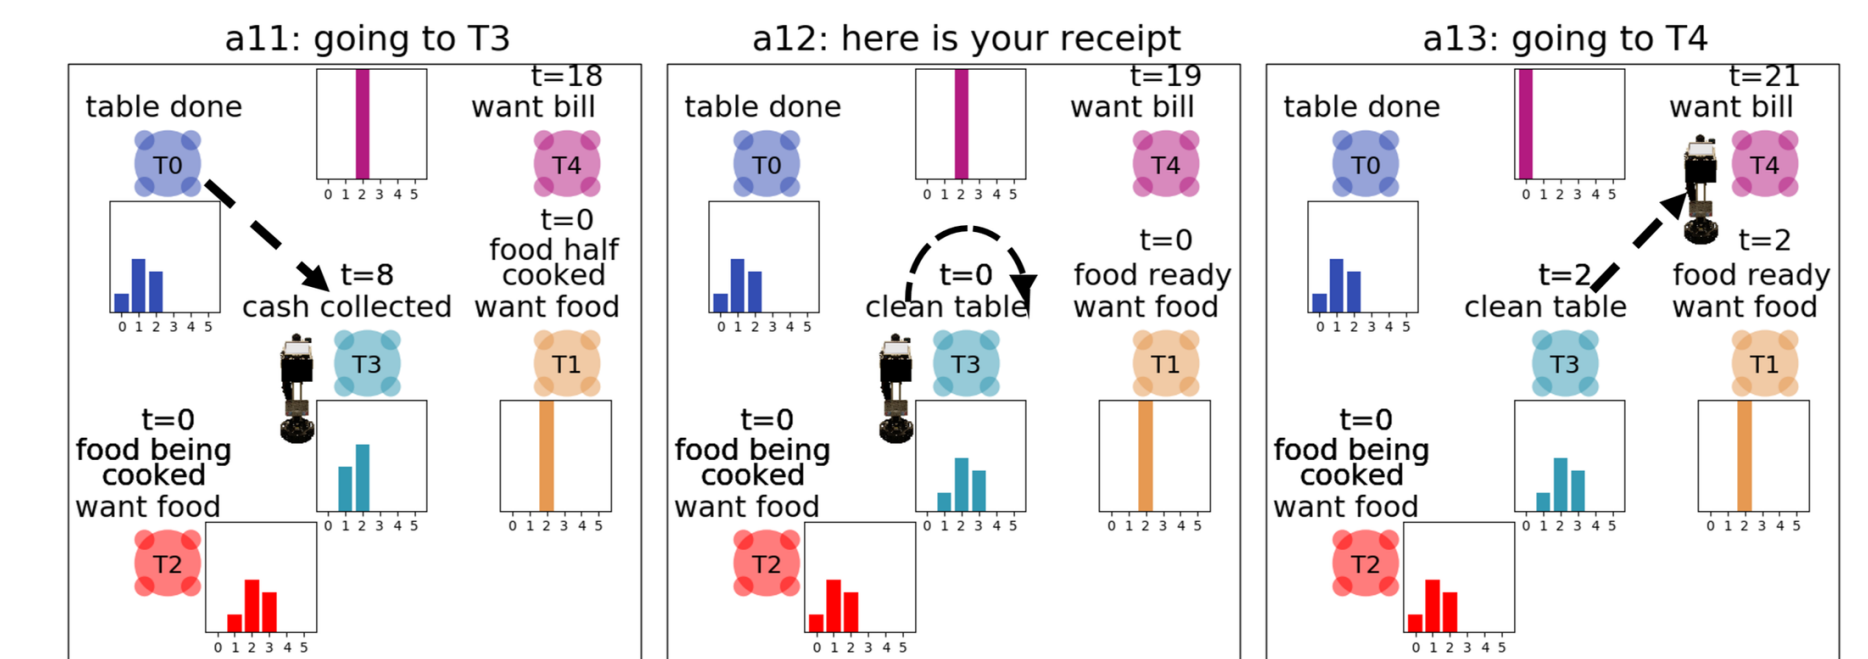 a11: going to T3
t=18
table done
want bill
T0
T4
0 1 2 3 4 5
t=0
food half
cooked
t=8
cash collected
want food
0 1 2 3 4 5
T3
T1
t=0
food being
cooked
want food
0 1 2 3 4 5
0 1 2 3 4 5
T2
0 1 2 3 4 5
a12: here is your receipt
t=19
table done
want bill
T0
T4
0 1 2 3 4 5
t=0
t=0
food ready
clean table
want food
0 1 2 3 4 5
T3
T1
t=0
food being
cooked
want food
0 1 2 3 4 5
0 1 2 3 4 5
T2
0 1 2 3 4 5
a13: going to T4
t=21
table done
want bill
T0
T4
0 1 2 3 4 5
t=2
t=2
food ready
clean table
want food
0 1 2 3 4 5
T3
T1
t=0
food being
cooked
want food
0 1 2 3 4 5
0 1 2 3 4 5
T2
0 1 2 3 4 5